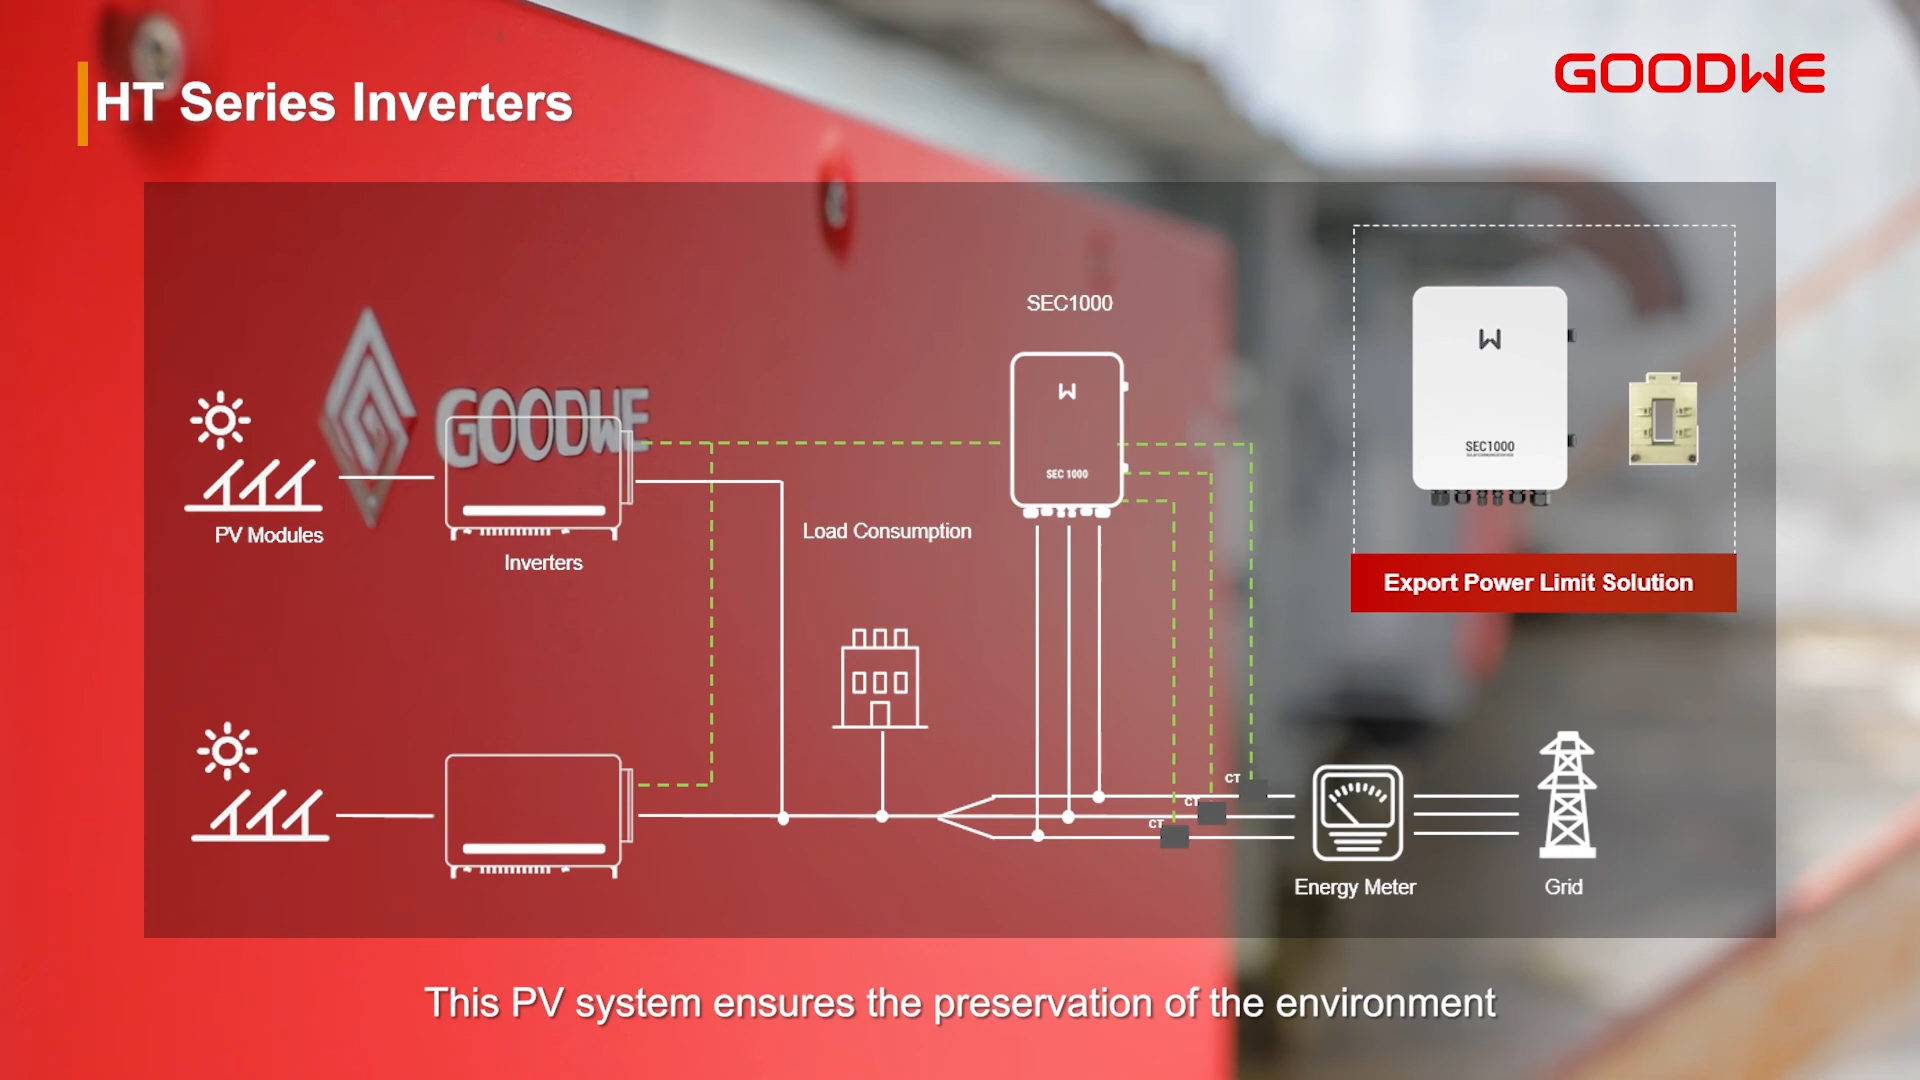 HT Series Inverters
GOODWE
SEC1000
GOODWE
SEC 1000
SEC1000
PV Modules
Inverters
Load Consumption
Export Power Limit Solution
CT
CT
CT
Energy Meter
Grid
This PV system ensures the preservation of the environment